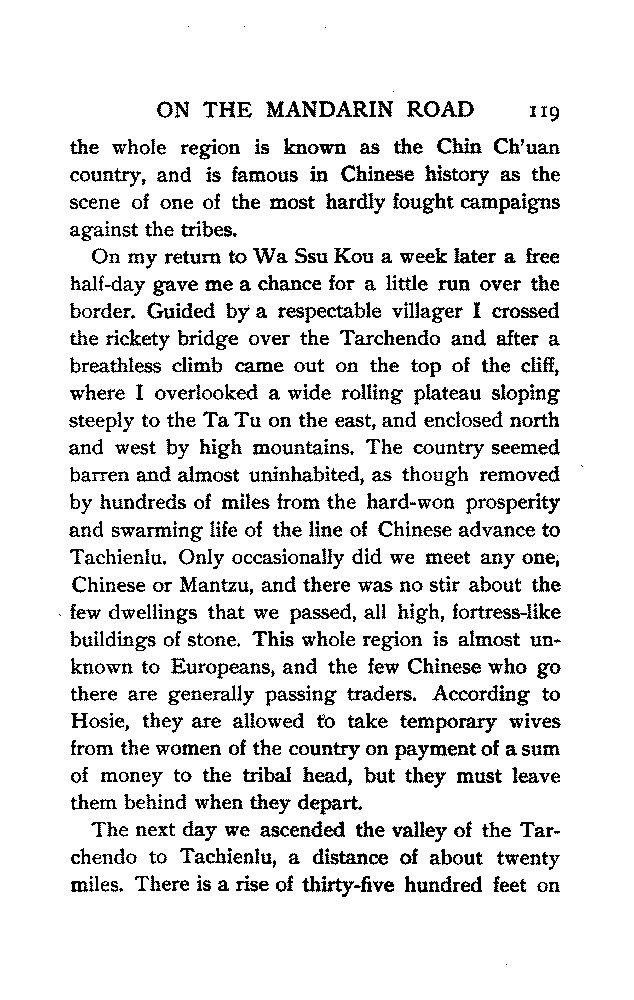 ON THE MANDARIN ROAD 119
the whole region is known as the Chin Ch'uan
country, and is famous in Chinese history as the
scene of one of the most hardly fought campaigns
against the tribes.
On my return to Wa Ssu Kou a week later a free
half-day gave me a chance for a little run over the
border. Guided by a respectable villager I crossed
the rickety bridge over the Tarchendo and after a
breathless climb came out on the top of the cliff,
where I overlooked a wide rolling plateau sloping
steeply to the Ta Tu on the east, and enclosed north
and west by high mountains. The country seemed
barren and almost uninhabited, as though removed
by hundreds of miles from the hard-won prosperity
and swarming life of the line of Chinese advance to
Tachienlu. Only occasionally did we meet any one,
Chinese or Mantzu, and there was no stir about the
few dwellings that we passed, all high, fortress-like
buildings of stone. This whole region is almost un-
known to Europeans, and the few Chinese who go
there are generally passing traders. According to
Hosie, they are allowed to take temporary wives
from the women of the country on payment of a sum
of money to the tribal head, but they must leave
them behind when they depart.
The next day we ascended the valley of the Tar-
chendo to Tachienlu, a distance of about twenty
miles. There is a rise of thirty-five hundred feet on